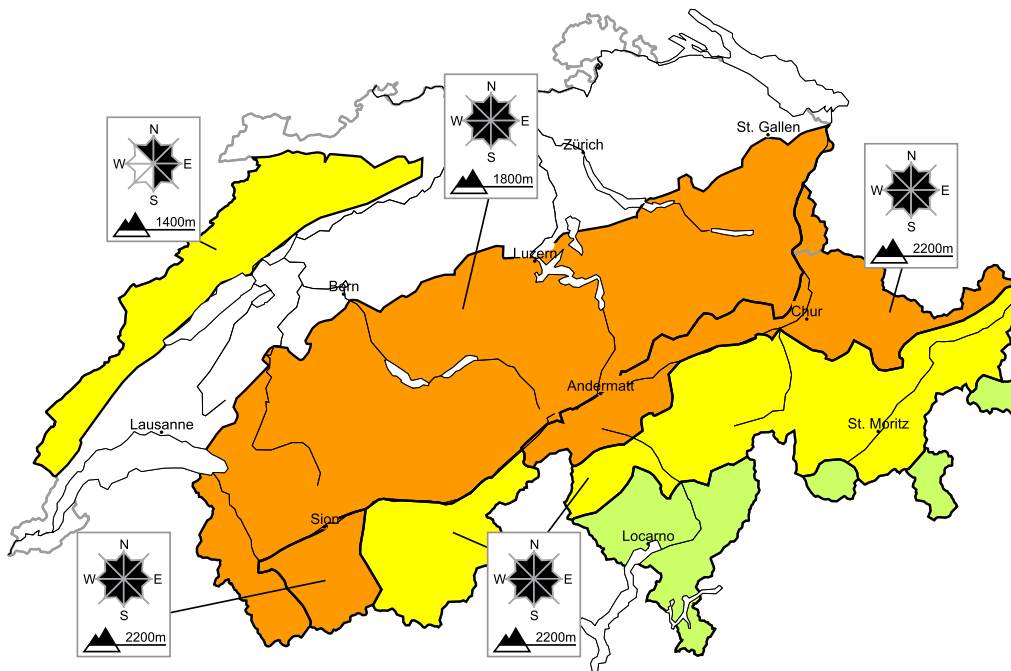 N
W E
S
1800m
N
W E
S
1400m
St. Gallen
Zürich
N
W E
S
2200m
Luzern
Bern
Chur
Andermatt
Lausanne
St. Moritz
Sion
Locarno
N
W E
S
2200m
N
W E
S
2200m